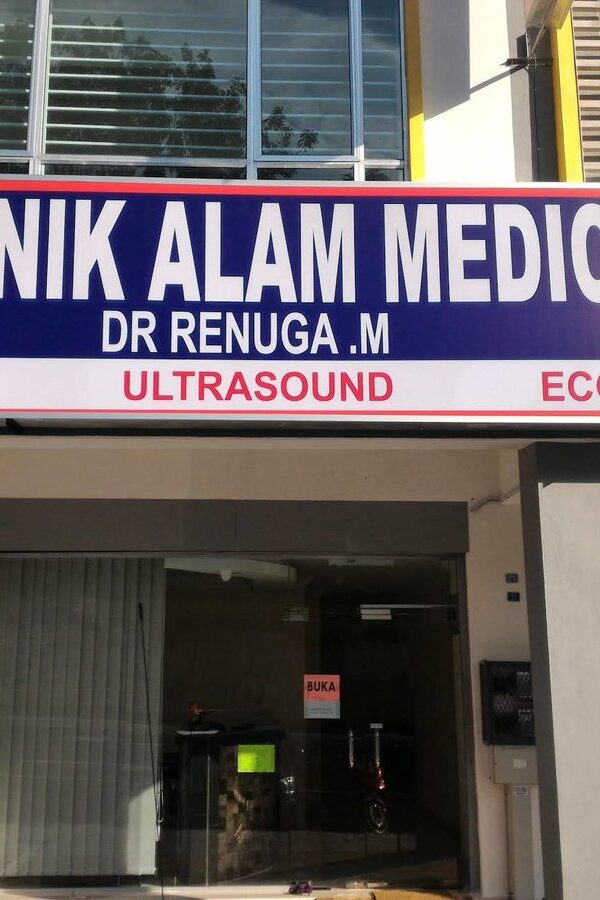 NIK ALAM MEDIC
DR RENUGA .M
ULTRASOUND ECG
BUKA